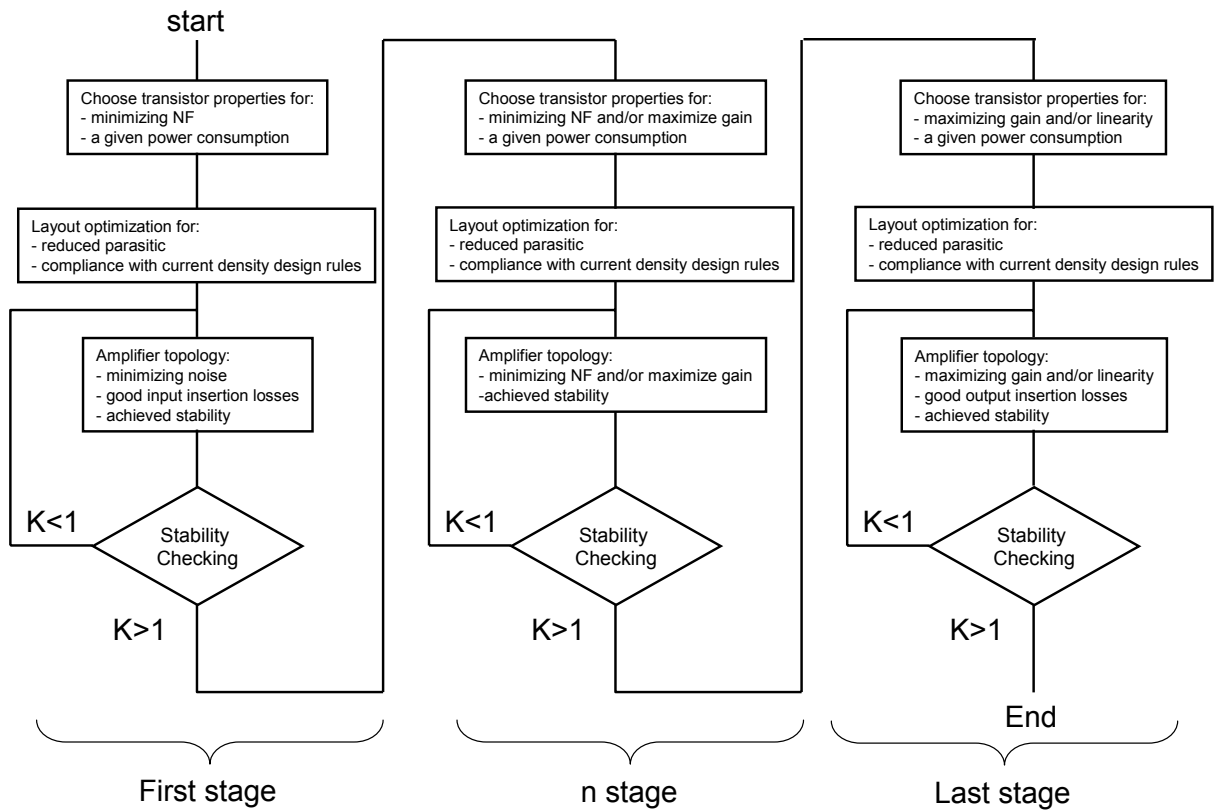 start
Choose transistor properties for:
- minimizing NF
- a given power consumption
Layout optimization for:
- reduced parasitic
- compliance with current density design rules
Amplifier topology:
- minimizing noise
- good input insertion losses
- achieved stability
K<1
Stability
Checking
K>1
First stage
Choose transistor properties for:
- minimizing NF and/or maximize gain
- a given power consumption
Layout optimization for:
- reduced parasitic
- compliance with current density design rules
Amplifier topology:
- minimizing NF and/or maximize gain
-achieved stability
K<1
Stability
Checking
K>1
n stage
Choose transistor properties for:
- maximizing gain and/or linearity
- a given power consumption
Layout optimization for:
- reduced parasitic
- compliance with current density design rules
Amplifier topology:
- maximizing gain and/or linearity
- good output insertion losses
- achieved stability
K<1
Stability
Checking
K>1
End
Last stage